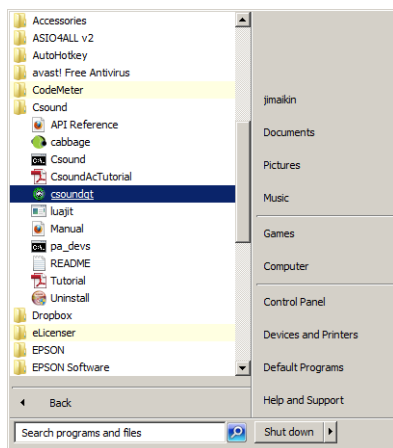 Accessories
ASIO4ALL v2
AutoHotkey
avast! Free Antivirus
CodeMeter
Csound
API Reference
cabbage
Csound
CsoundAcTutorial
csoundqt
luajit
Manual
pa_devs
README
Tutorial
Uninstall
Dropbox
eLicenser
EPSON
EPSON Software
Back
Search programs and files
jimaikin
Documents
Pictures
Music
Games
Computer
Control Panel
Devices and Printers
Default Programs
Help and Support
Shut down